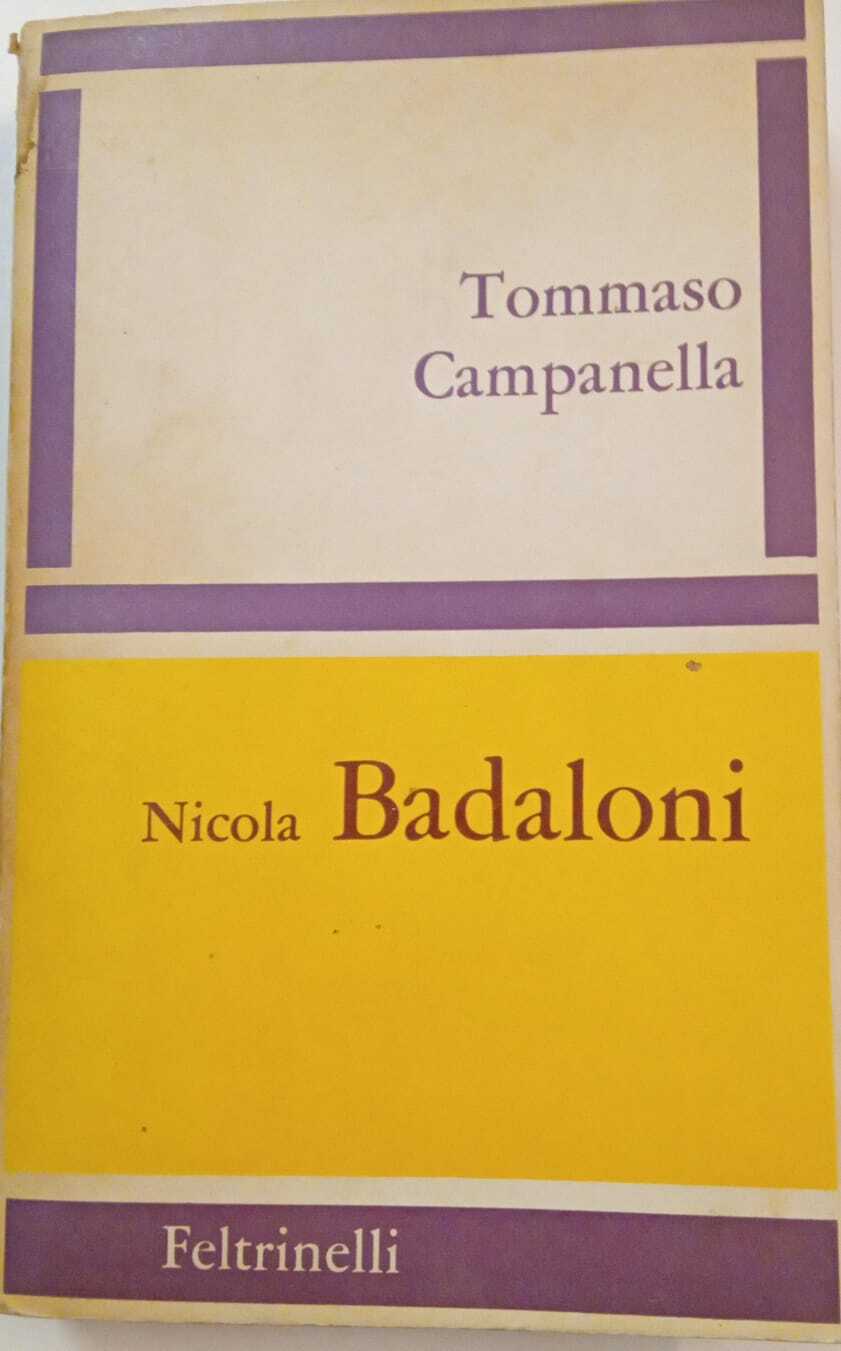 Tommaso
Campanella
Nicola Badaloni
Feltrinelli